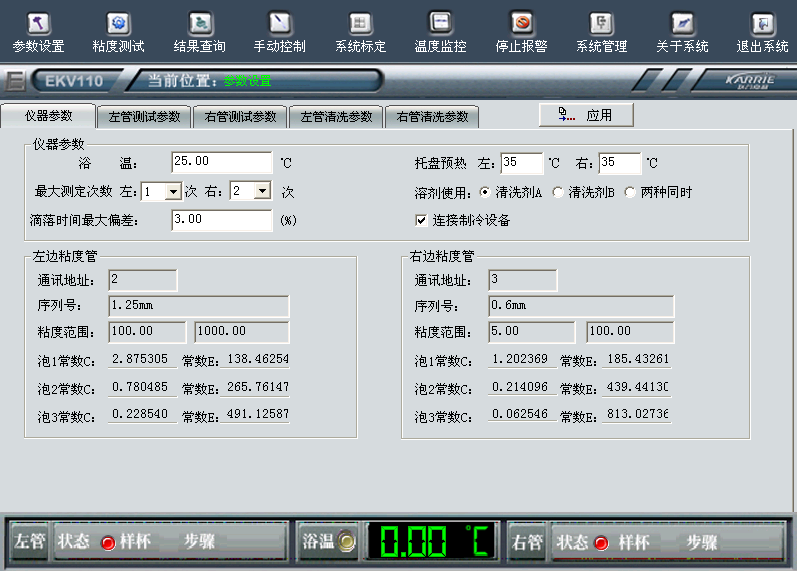 参数设置 粘度测试 结果查询 手动控制 系统标定 温度监控 停止报警 系统管理 关于系统 退出系统
EKV110 当前位置: 参数设置 KARRIE
仪器参数 左管测试参数 右管测试参数 左管清洗参数 右管清洗参数 应用
仪器参数
浴 温: 25.00 ℃ 托盘预热 左: 35 ℃ 右: 35 ℃
最大测定次数 左: 1 次 右: 2 次 溶剂使用: 清洗剂A 清洗剂B 两种同时
滴落时间最大偏差: 3.00 (%) 连接制冷设备
左边粘度管
通讯地址: 2
序列号: 1.25mm
粘度范围: 100.00 1000.00
泡1常数C: 2.875305 常数E: 138.46254
泡2常数C: 0.780485 常数E: 265.76147
泡3常数C: 0.228540 常数E: 491.12587
右边粘度管
通讯地址: 3
序列号: 0.6mm
粘度范围: 5.00 100.00
泡1常数C: 1.202369 常数E: 185.43261
泡2常数C: 0.214096 常数E: 439.4413
泡3常数C: 0.062546 常数E: 813.02736
左管 状态 样杯 步骤 浴温 0.00 ℃ 右管 状态 样杯 步骤